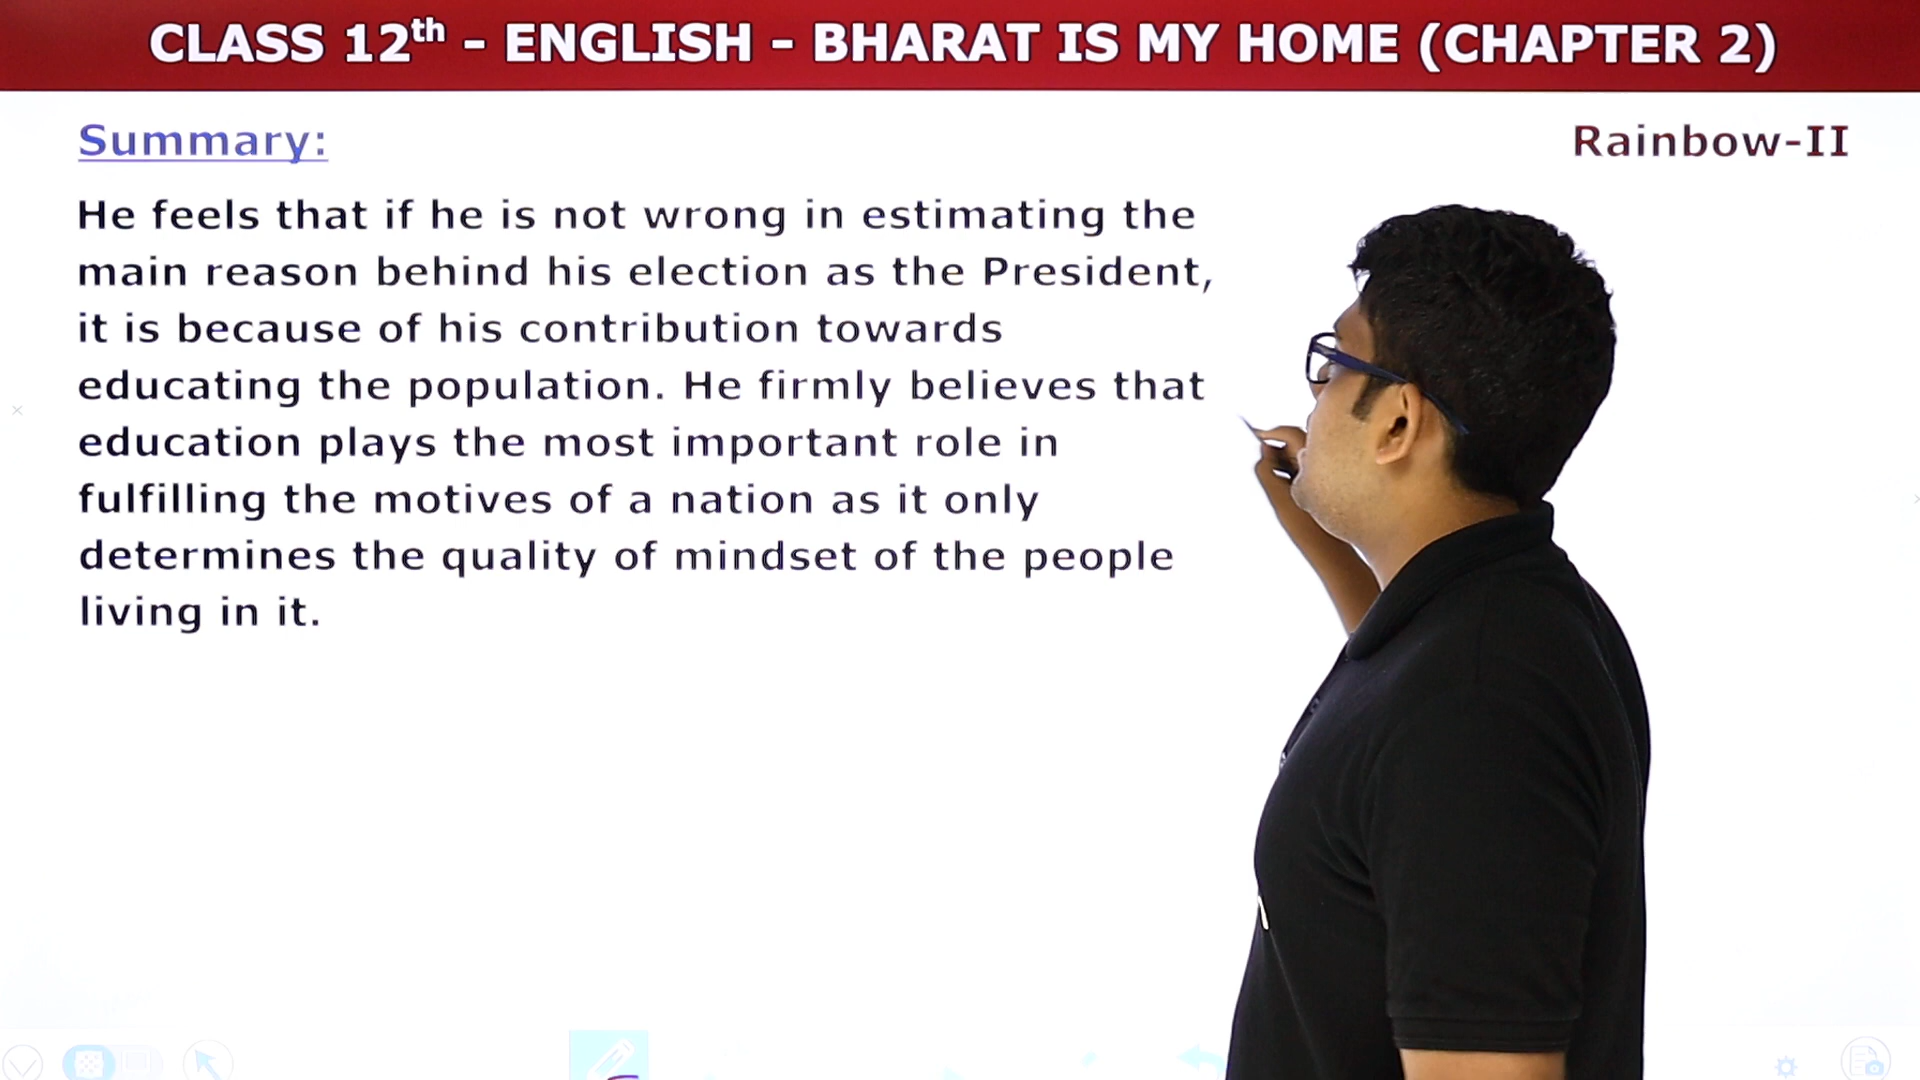 CLASS 12th - ENGLISH - BHARAT IS MY HOME (CHAPTER 2)
Summary:
Rainbow-II
He feels that if he is not wrong in estimating the
main reason behind his election as the President,
it is because of his contribution towards
educating the population. He firmly believes that
education plays the most important role in
fulfilling the motives of a nation as it only
determines the quality of mindset of the people
living in it.